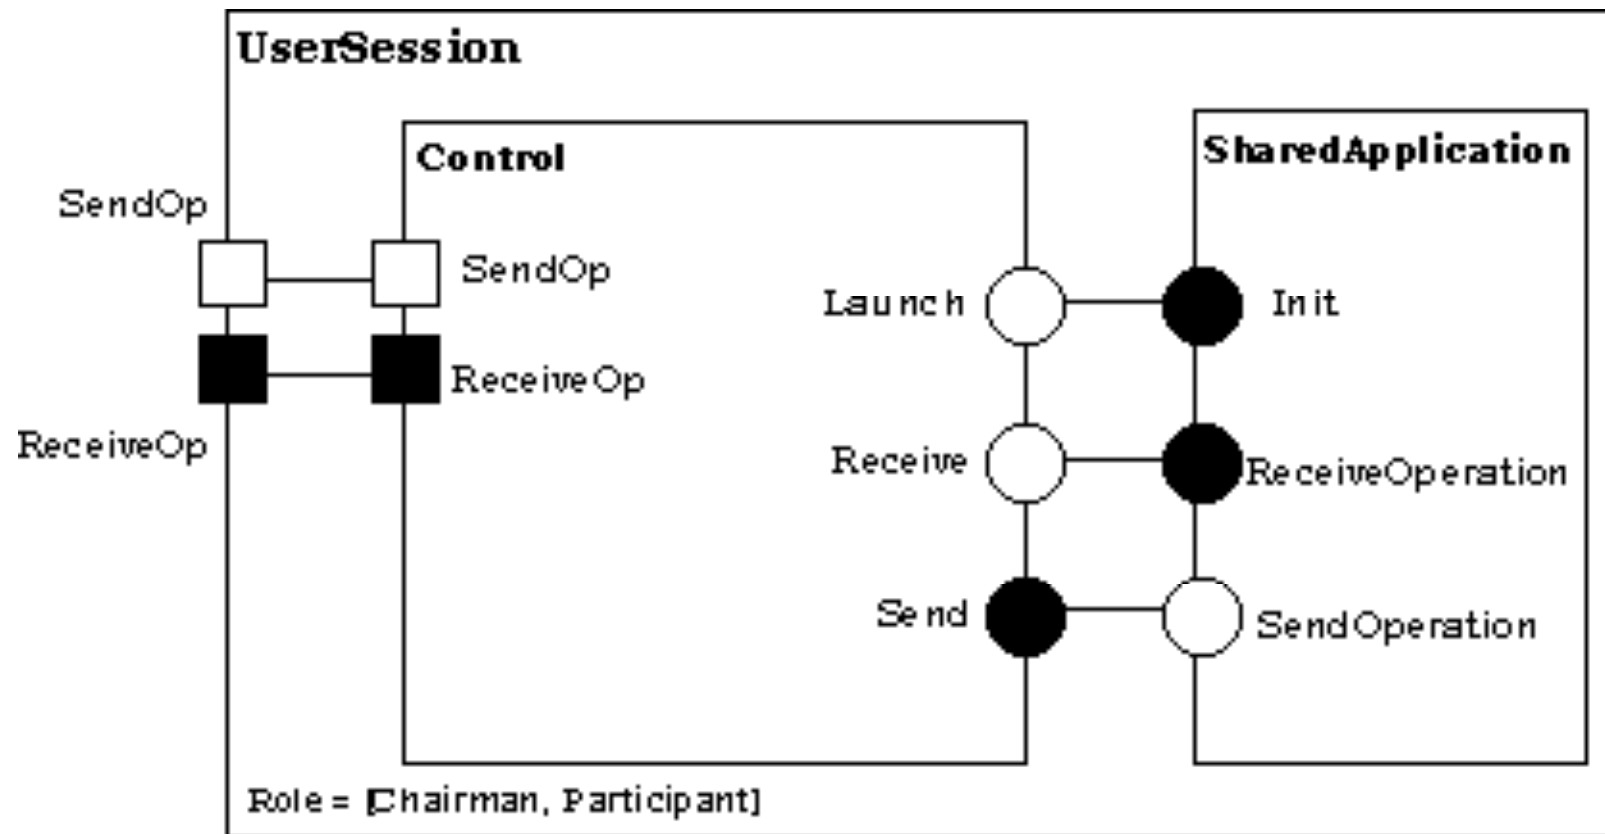 UserSession
Control
SharedApplication
SendOp
SendOp
Launch
Init
ReceiveOp
ReceiveOp
Receive
ReceiveOperation
Send
SendOperation
Role = [Chairman, Participant]